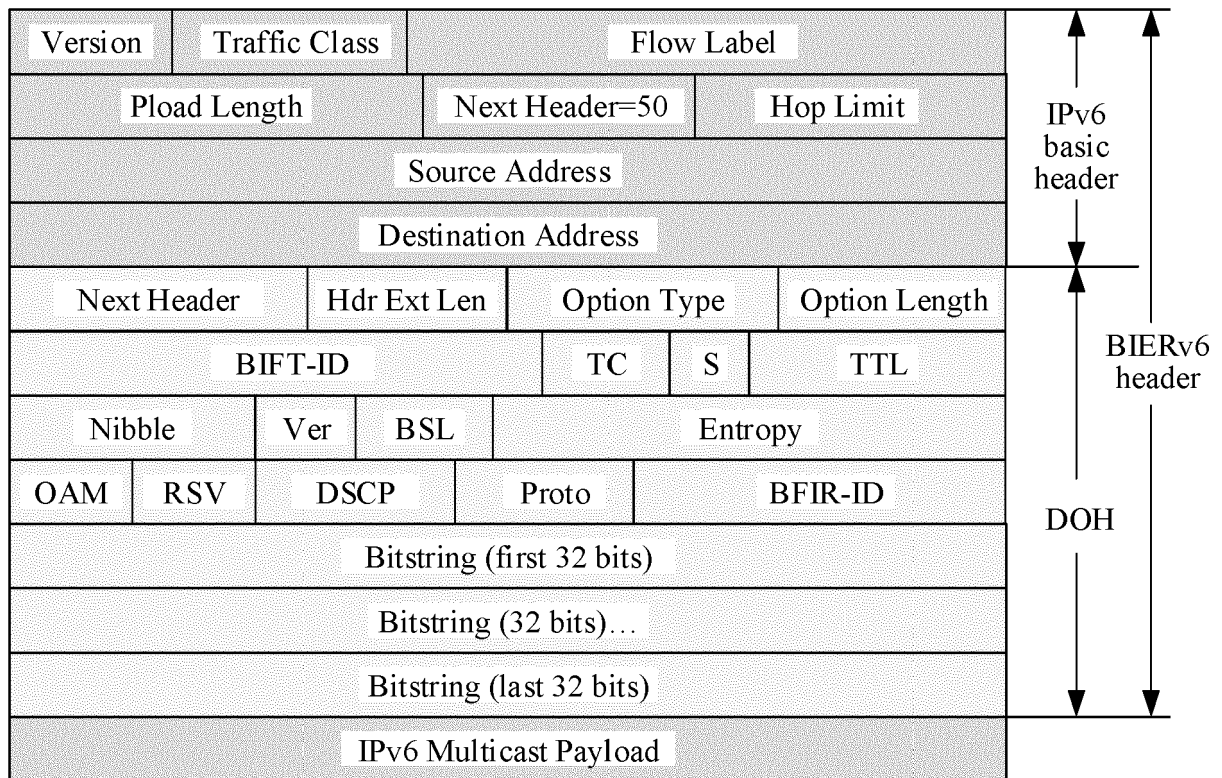 Version Traffic Class Flow Label
Pload Length Next Header=50 Hop Limit
Source Address
Destination Address
IPv6
basic
header
Next Header Hdr Ext Len Option Type Option Length
BIFT-ID TC S TTL
Nibble Ver BSL Entropy
OAM RSV DSCP Proto BFIR-ID
Bitstring (first 32 bits)
Bitstring (32 bits)…
Bitstring (last 32 bits)
DOH
BIERv6
header
IPv6 Multicast Payload